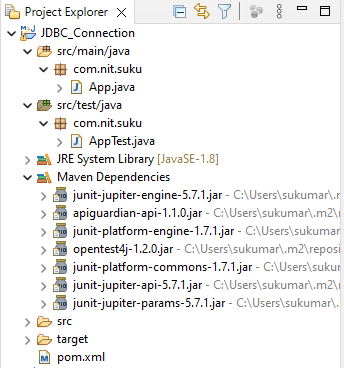 Project Explorer
JDBC_Connection
src/main/java
com.nit.suku
App.java
src/test/java
com.nit.suku
AppTest.java
JRE System Library [JavaSE-1.8]
Maven Dependencies
junit-jupiter-engine-5.7.1.jar - C:\Users\sukumar\.r
apiguardian-api-1.1.0.jar - C:\Users\sukumar\.m2\
junit-platform-engine-1.7.1.jar - C:\Users\sukumar
opentest4j-1.2.0.jar - C:\Users\sukumar\.m2\reposi
junit-platform-commons-1.7.1.jar - C:\Users\sukur
junit-jupiter-api-5.7.1.jar - C:\Users\sukumar\.m2\
junit-jupiter-params-5.7.1.jar - C:\Users\sukumar\.
src
target
pom.xml